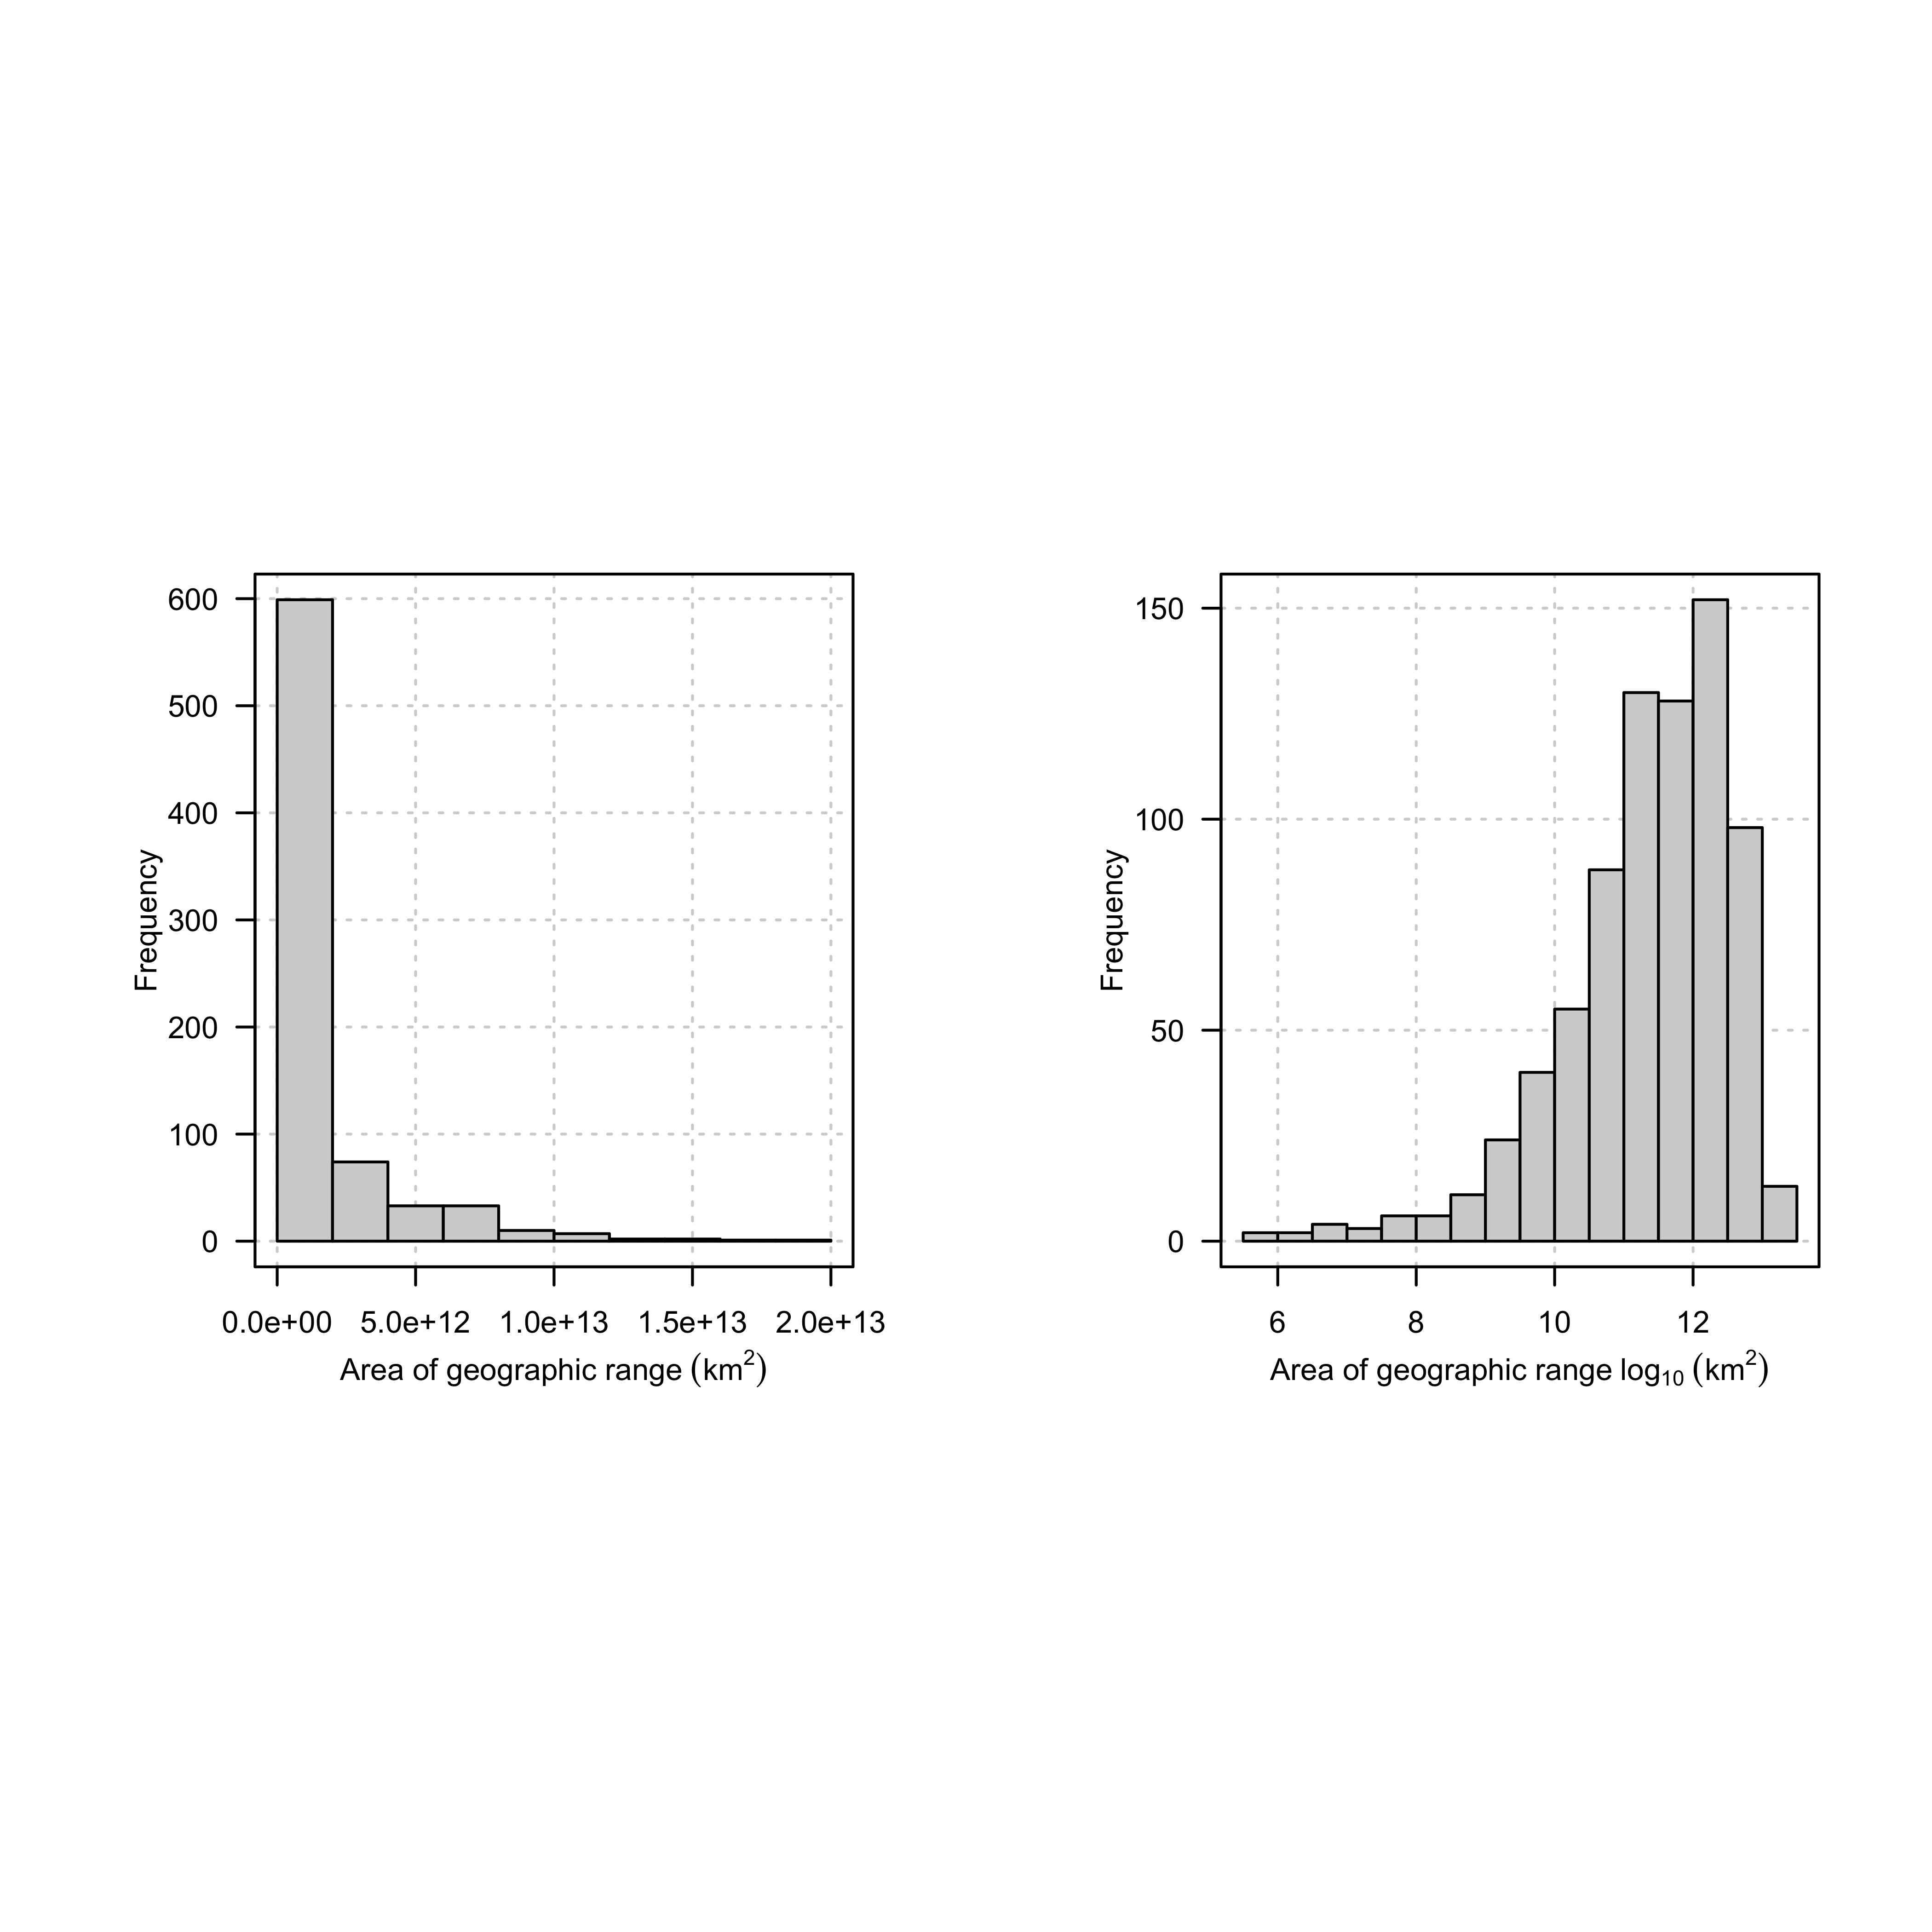 600
500
400
300
200
100
0
Frequency
0.0e+00 5.0e+12 1.0e+13 1.5e+13 2.0e+13
Area of geographic range (km²)
150
100
50
0
Frequency
6 8 10 12
Area of geographic range log₁₀ (km²)